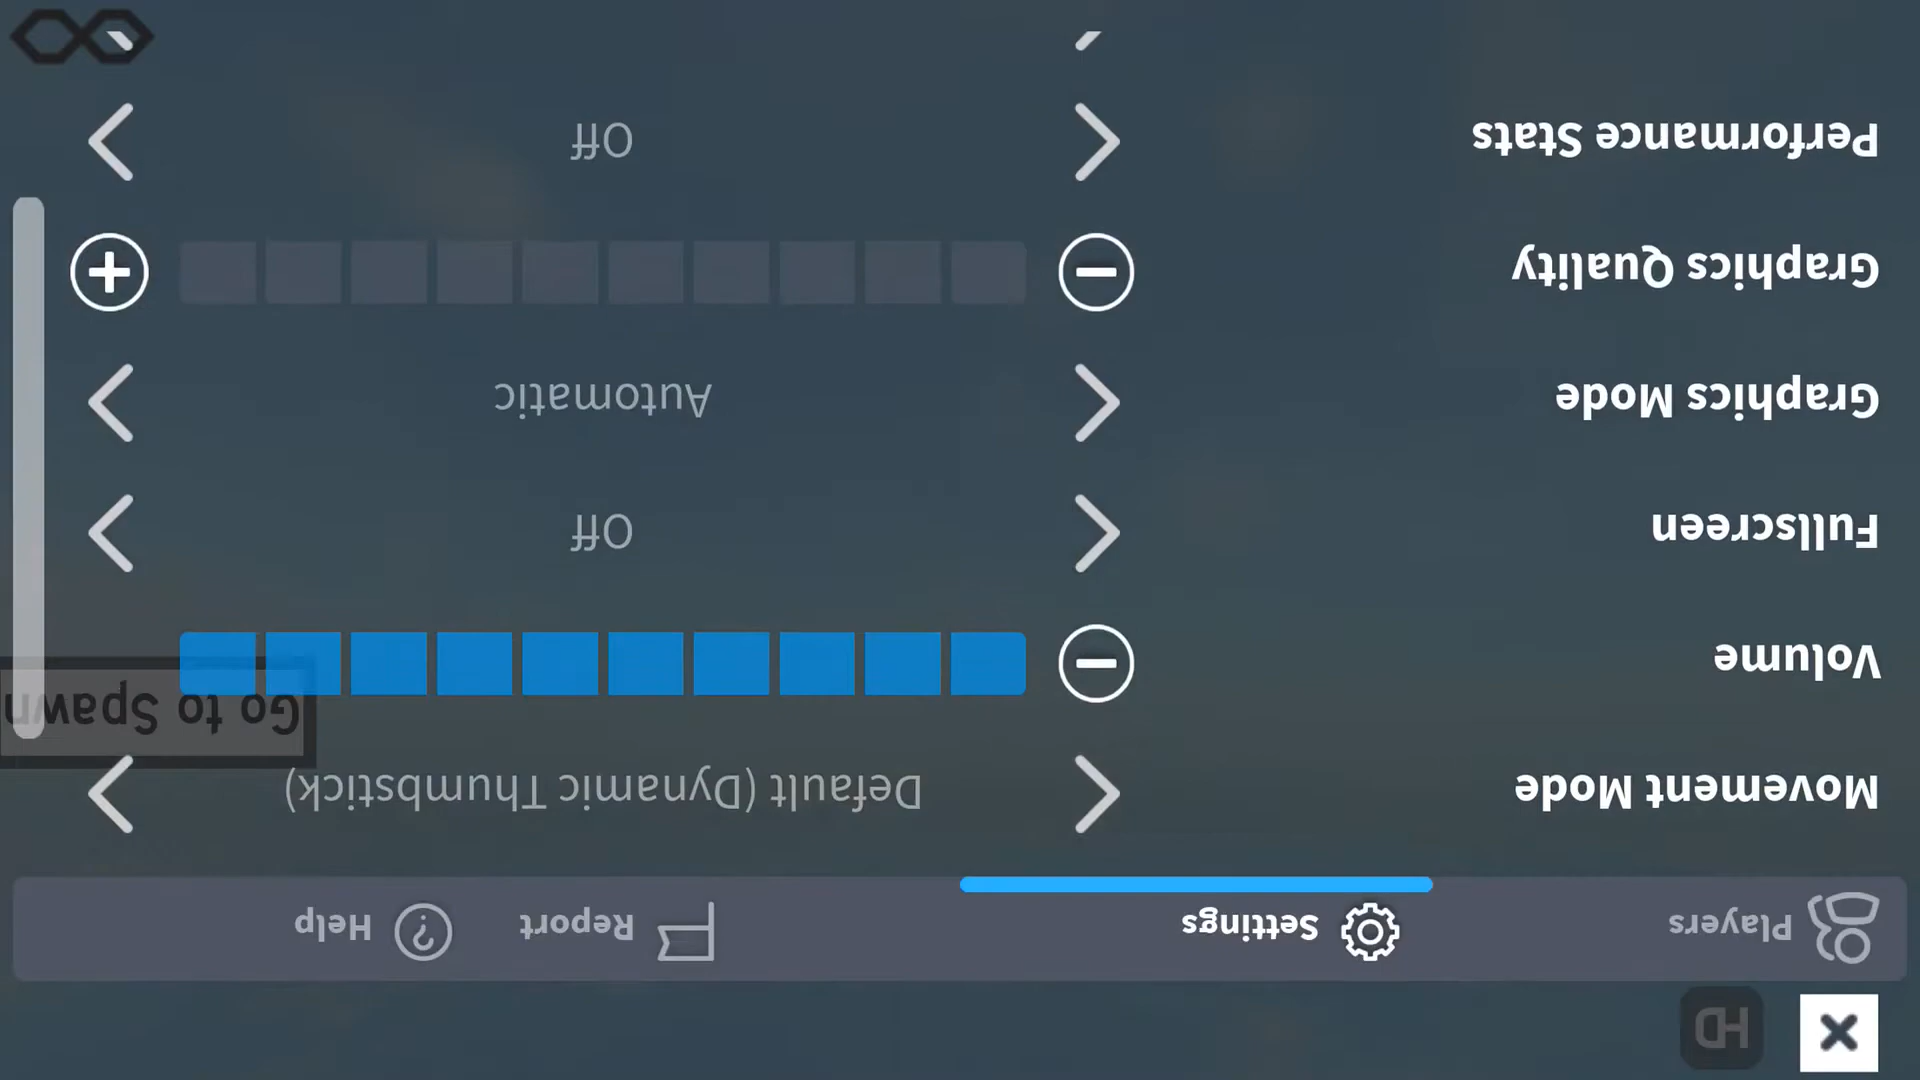 HD
Players
Settings
Report
Help
Movement Mode
Default (Dynamic Thumbstick)
Go to Spawn
Volume
Fullscreen
Off
Graphics Mode
Automatic
Graphics Quality
Performance Stats
Off